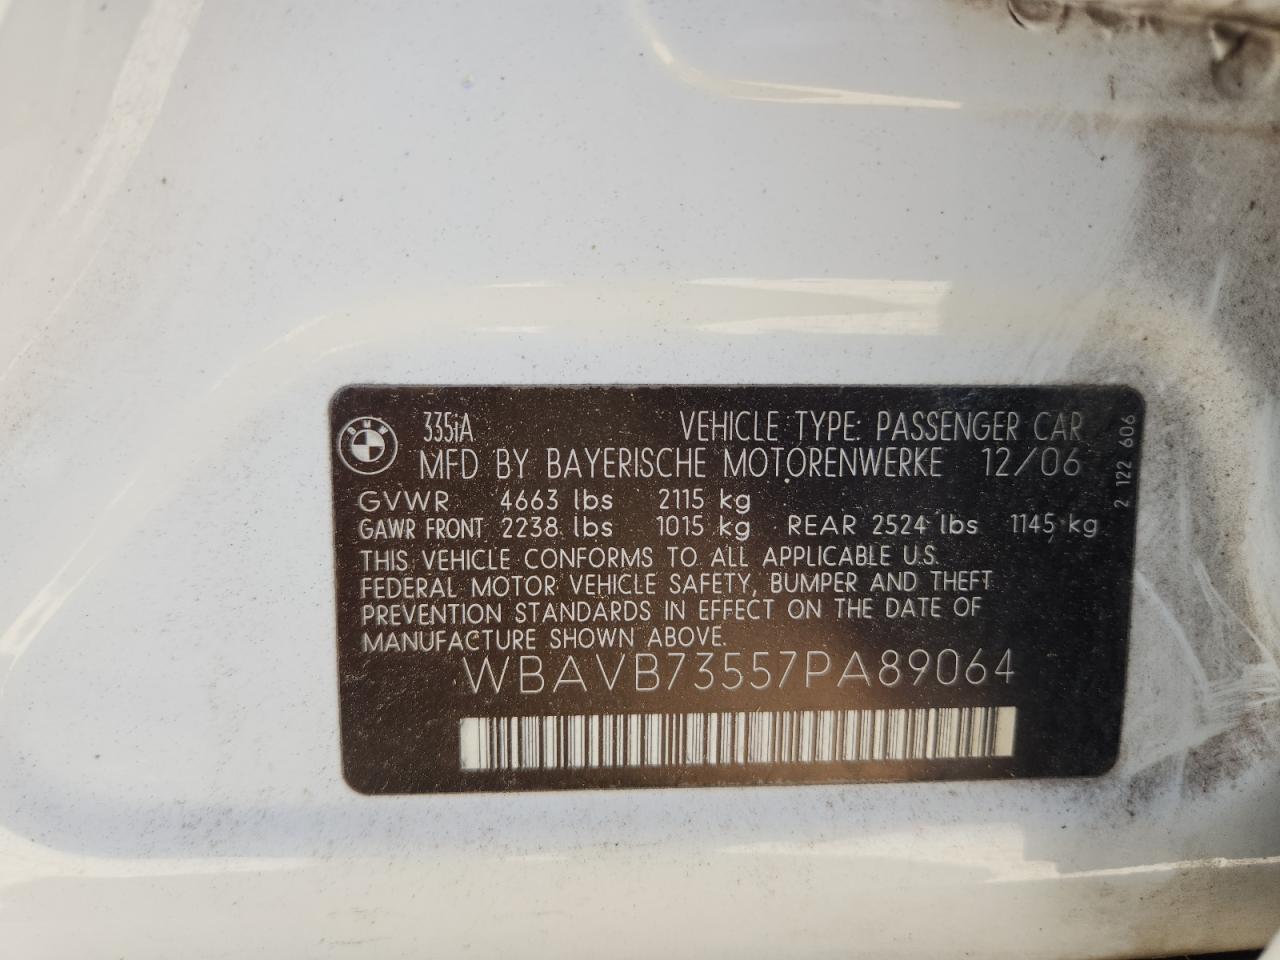 BMW
335iA VEHICLE TYPE: PASSENGER CAR
MFD BY BAYERISCHE MOTORENWERKE 12/06
GVWR 4663 lbs 2115 kg
GAWR FRONT 2238 lbs 1015 kg REAR 2524 lbs 1145 kg
THIS VEHICLE CONFORMS TO ALL APPLICABLE U.S.
FEDERAL MOTOR VEHICLE SAFETY, BUMPER AND THEFT
PREVENTION STANDARDS IN EFFECT ON THE DATE OF
MANUFACTURE SHOWN ABOVE.
WBAVB73557PA89064
2 122 606